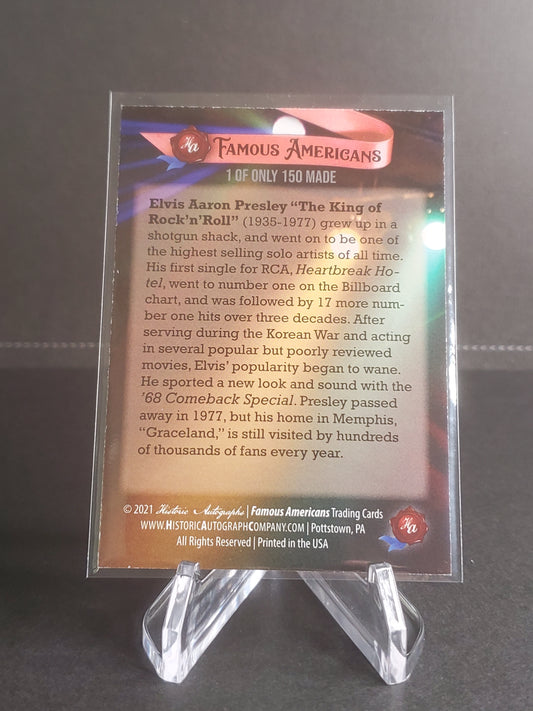 Ha
FAMOUS AMERICANS
1 OF ONLY 150 MADE
Elvis Aaron Presley “The King of
Rock’n’Roll” (1935-1977) grew up in a
shotgun shack, and went on to be one of
the highest selling solo artists of all time.
His first single for RCA, Heartbreak Ho-
tel, went to number one on the Billboard
chart, and was followed by 17 more num-
ber one hits over three decades. After
serving during the Korean War and acting
in several popular but poorly reviewed
movies, Elvis’ popularity began to wane.
He sported a new look and sound with the
’68 Comeback Special. Presley passed
away in 1977, but his home in Memphis,
“Graceland,” is still visited by hundreds
of thousands of fans every year.
© 2021 Historic Autographs | Famous Americans Trading Cards
WWW.HISTORICAUTOGRAPHCOMPANY.COM | Pottstown, PA
All Rights Reserved | Printed in the USA
Ha